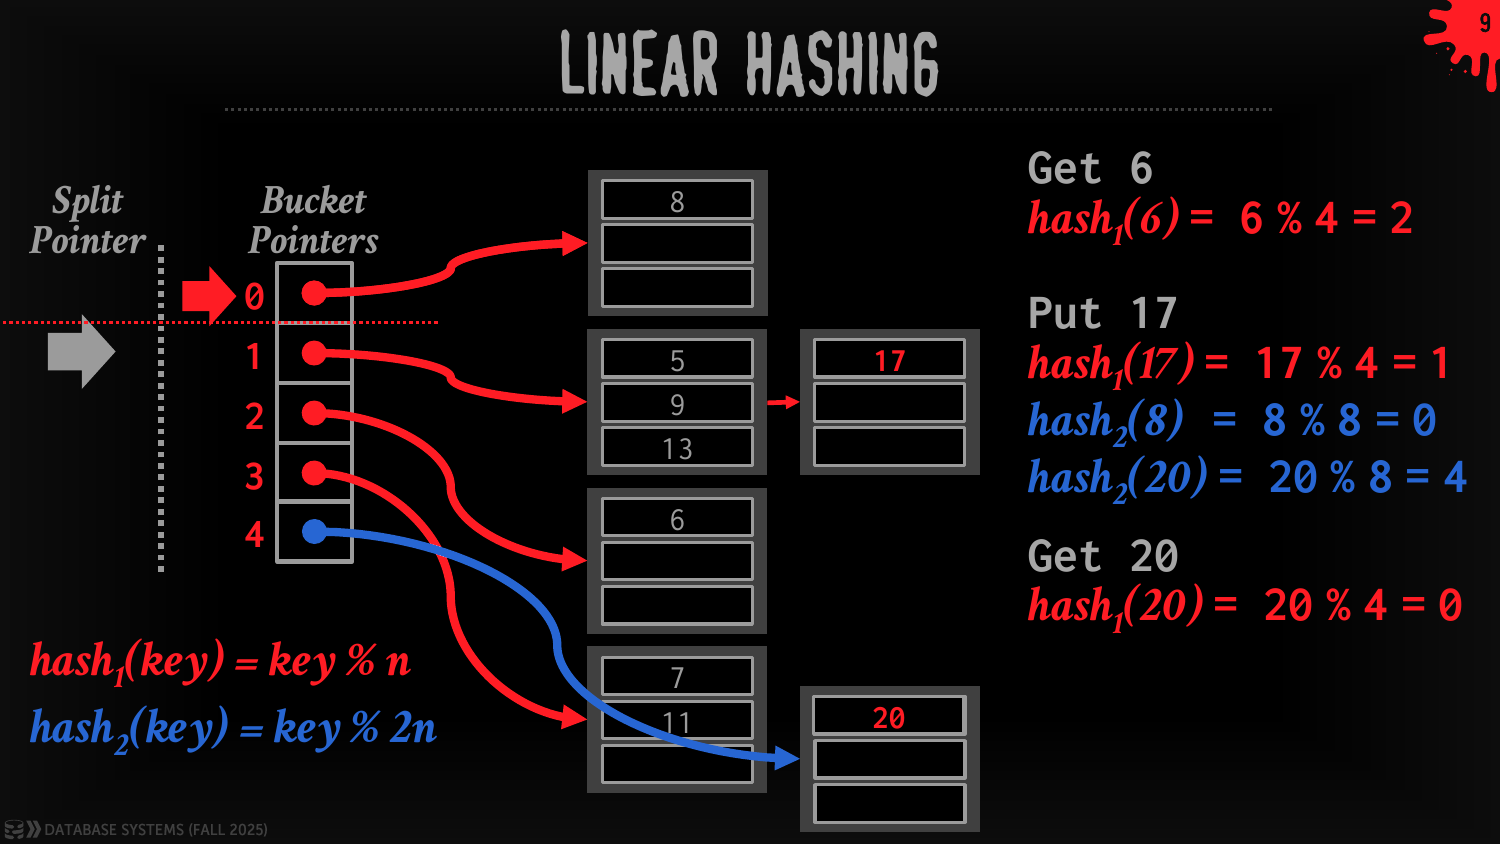 LINEAR HASHING
9
Split
Pointer
Bucket
Pointers
0
1
2
3
4
8
5
9
13
17
6
7
11
20
Get 6
hash1(6) = 6 % 4 = 2
Put 17
hash1(17) = 17 % 4 = 1
hash2(8) = 8 % 8 = 0
hash2(20) = 20 % 8 = 4
Get 20
hash1(20) = 20 % 4 = 0
hash1(key) = key % n
hash2(key) = key % 2n
DATABASE SYSTEMS (FALL 2025)